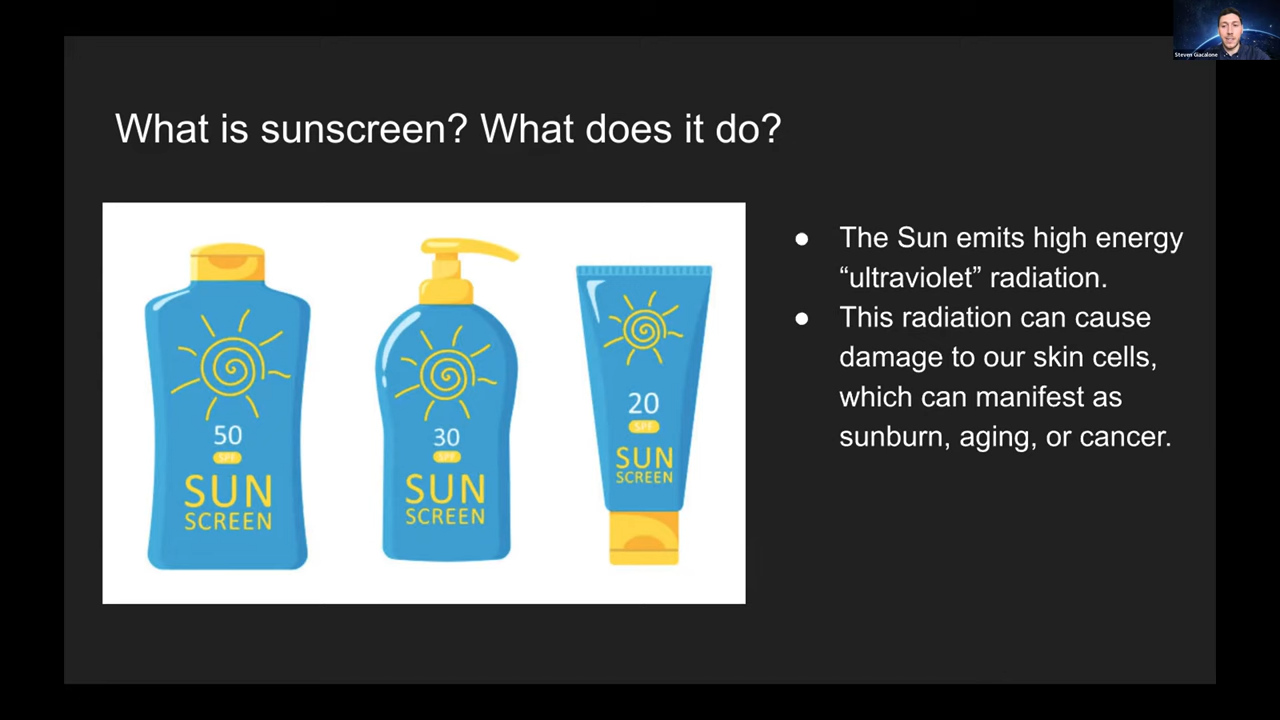 Steven Giacalone
What is sunscreen? What does it do?
50
SPF
SUN
SCREEN
30
SPF
SUN
SCREEN
20
SPF
SUN
SCREEN
● The Sun emits high energy
“ultraviolet” radiation.
● This radiation can cause
damage to our skin cells,
which can manifest as
sunburn, aging, or cancer.